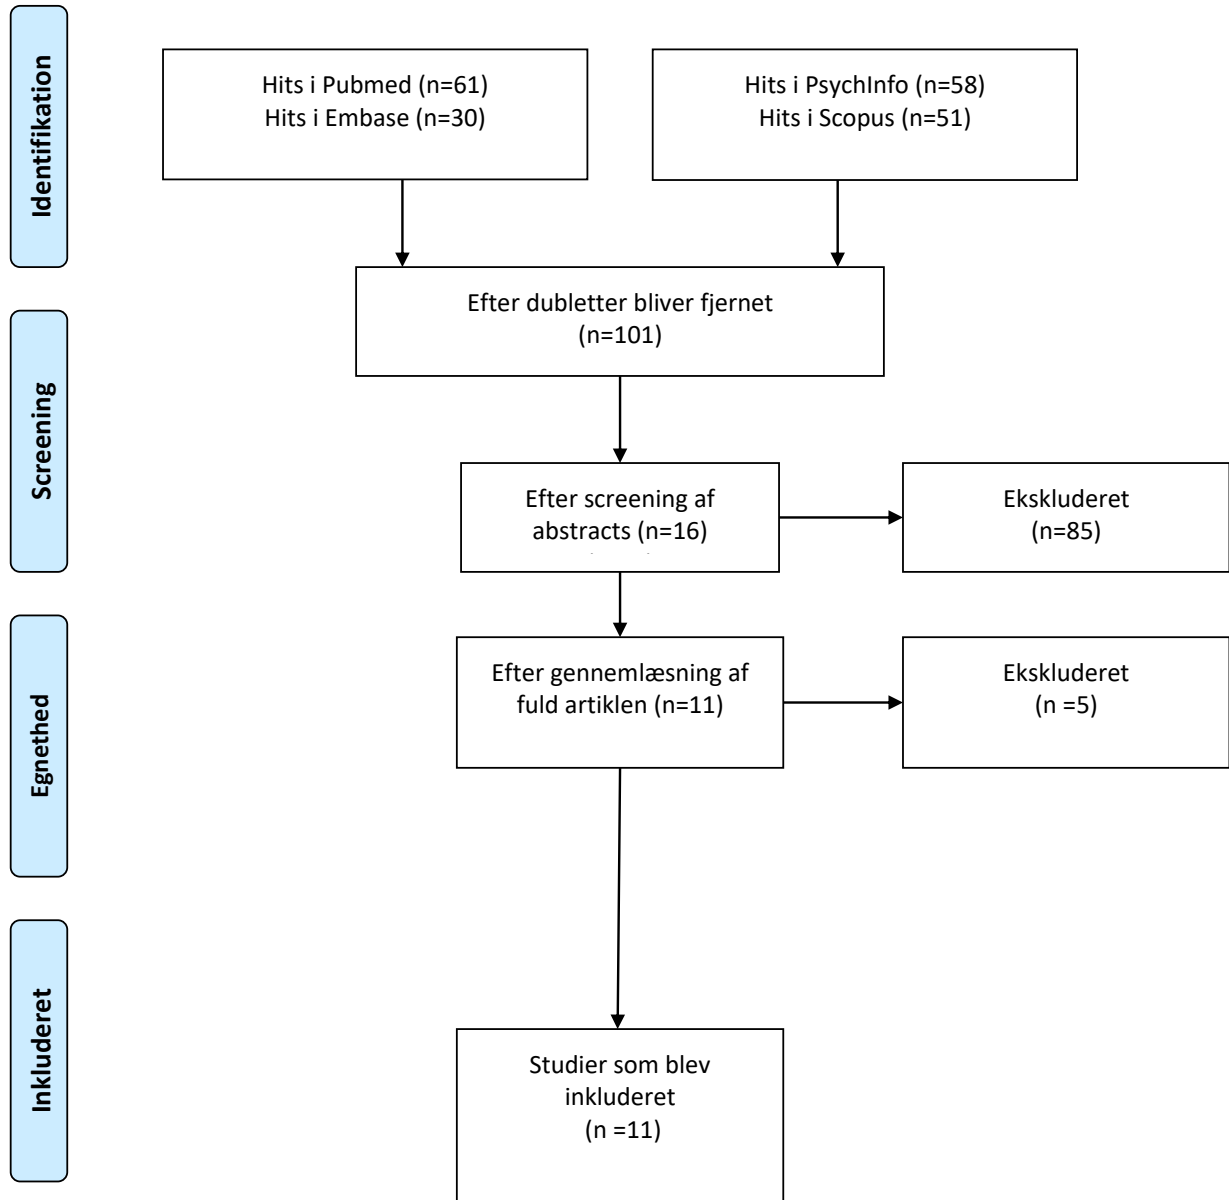 Identifikation
Hits i Pubmed (n=61)
Hits i Embase (n=30)
Hits i PsychInfo (n=58)
Hits i Scopus (n=51)
Efter dubletter bliver fjernet
(n=101)
Screening
Efter screening af
abstracts (n=16)
Ekskluderet
(n=85)
Egnethed
Efter gennemlæsning af
fuld artiklen (n=11)
Ekskluderet
(n =5)
Inkluderet
Studier som blev
inkluderet
(n =11)